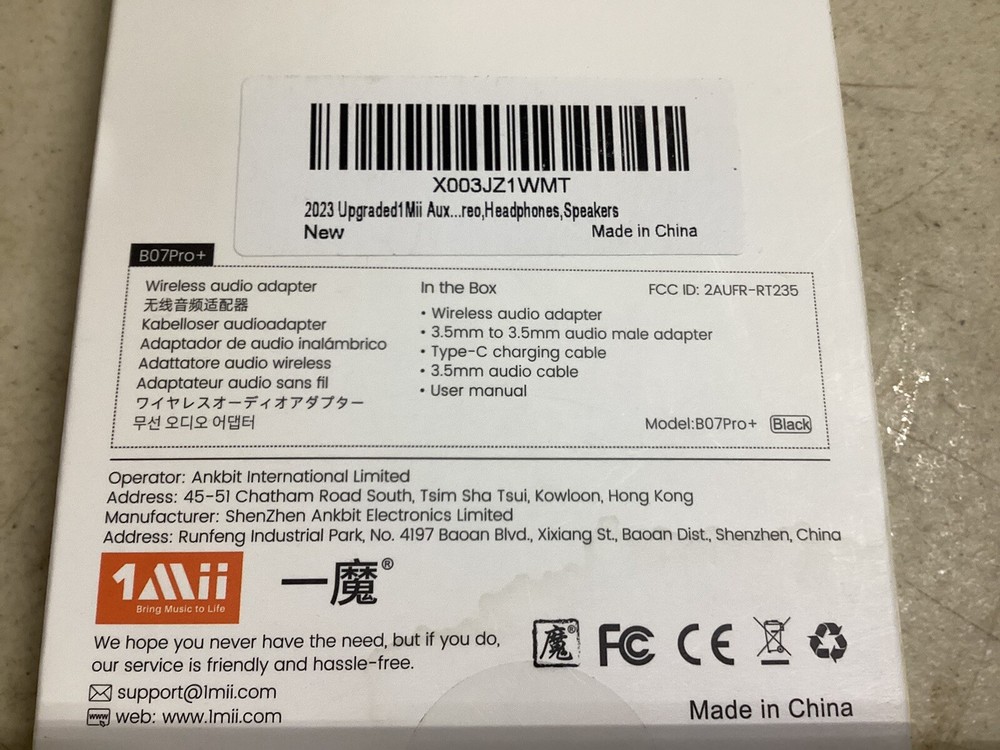 X003JZ1WMT
2023 Upgraded1Mii Aux...reo,Headphones,Speakers
New
Made in China
B07Pro+
Wireless audio adapter
无线音频适配器
Kabelloser audioadapter
Adaptador de audio inalámbrico
Adattatore audio wireless
Adaptateur audio sans fil
ワイヤレスオーディオアダプター
무선 오디오 어댑터
In the Box
• Wireless audio adapter
• 3.5mm to 3.5mm audio male adapter
• Type-C charging cable
• 3.5mm audio cable
• User manual
FCC ID: 2AUFR-RT235
Model:B07Pro+ Black
Operator: Ankbit International Limited
Address: 45-51 Chatham Road South, Tsim Sha Tsui, Kowloon, Hong Kong
Manufacturer: ShenZhen Ankbit Electronics Limited
Address: Runfeng Industrial Park, No. 4197 Baoan Blvd., Xixiang St., Baoan Dist., Shenzhen, China
1Mii
Bring Music to Life
一魔®
We hope you never have the need, but if you do,
our service is friendly and hassle-free.
support@1mii.com
www web: www.1mii.com
魔® FC CE
Made in China